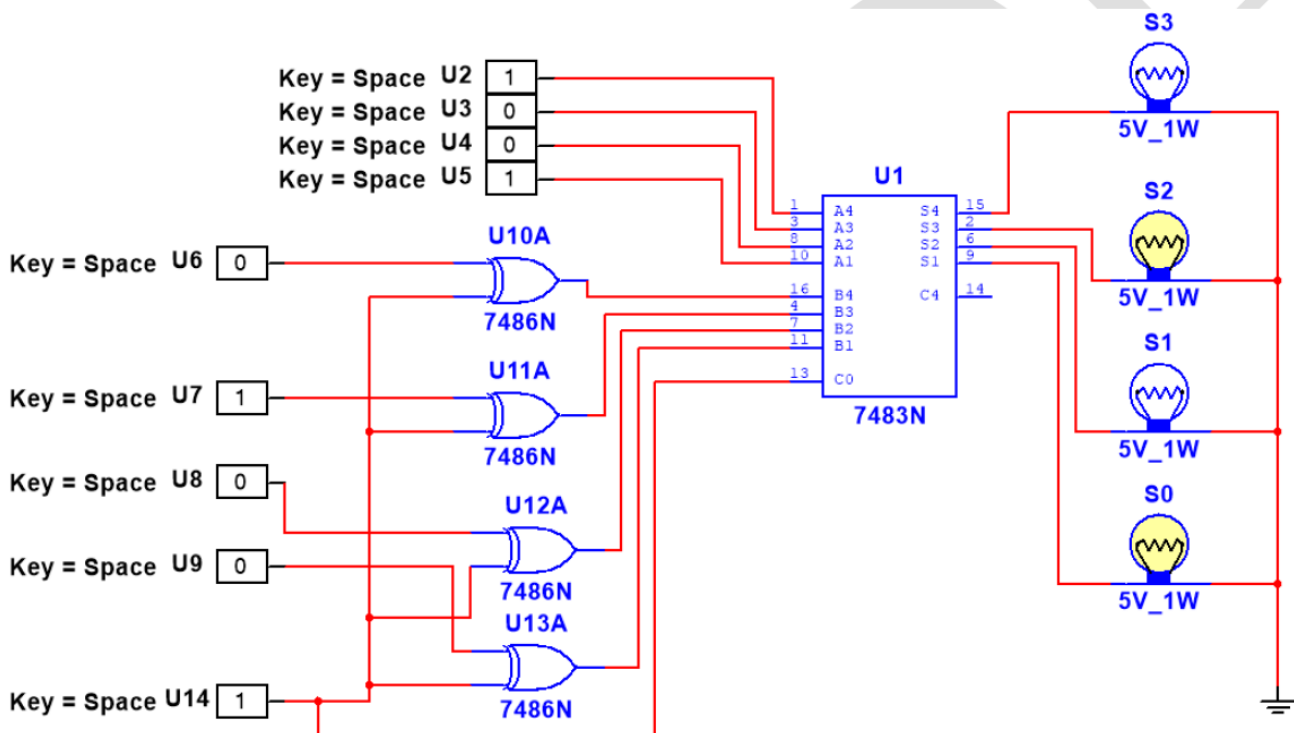 S3
5V_1W
Key = Space U2 1
Key = Space U3 0
Key = Space U4 0
Key = Space U5 1
U1
S2
5V_1W
1 A4 S4 15
3 A3 S3 2
8 A2 S2 6
10 A1 S1 9
16 B4 C4 14
4 B3
7 B2
11 B1
13 C0
7483N
U10A
Key = Space U6 0
7486N
S1
5V_1W
U11A
Key = Space U7 1
7486N
Key = Space U8 0
U12A
S0
5V_1W
Key = Space U9 0
7486N
U13A
Key = Space U14 1
7486N